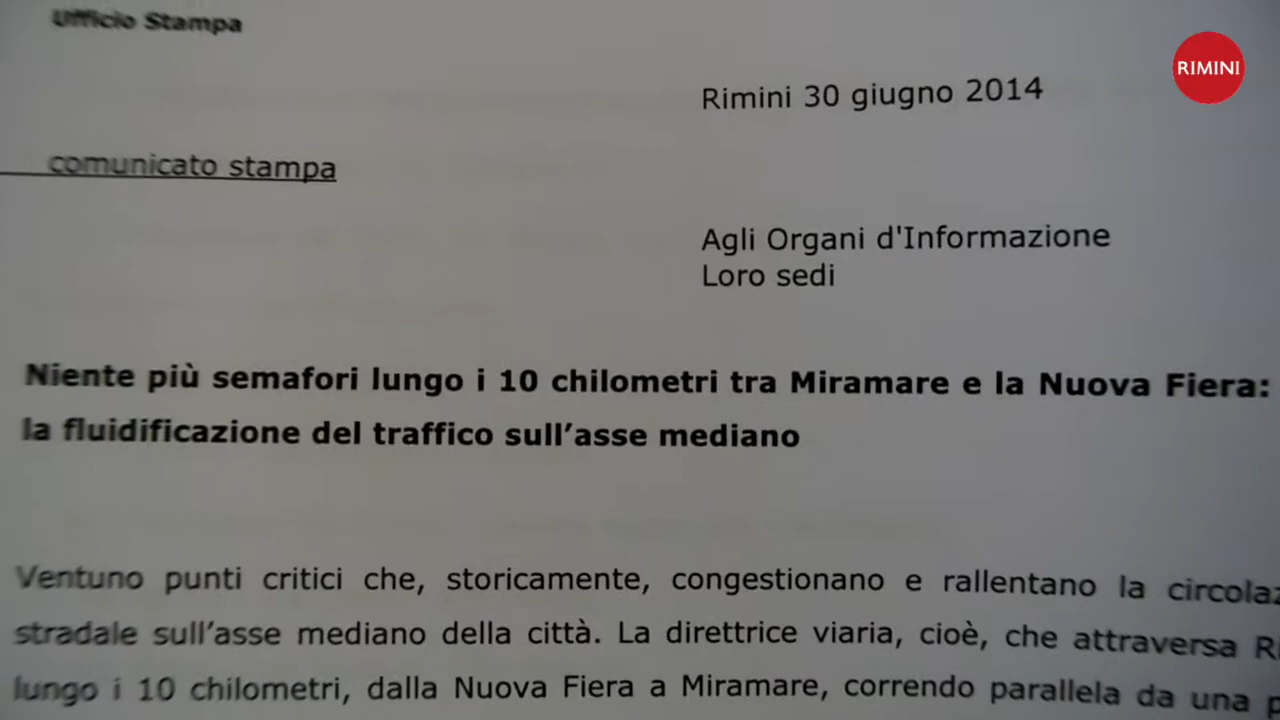 Ufficio Stampa
RIMINI
Rimini 30 giugno 2014
comunicato stampa
Agli Organi d'Informazione
Loro sedi
Niente più semafori lungo i 10 chilometri tra Miramare e la Nuova Fiera:
la fluidificazione del traffico sull'asse mediano
Ventuno punti critici che, storicamente, congestionano e rallentano la circolaz
stradale sull'asse mediano della città. La direttrice viaria, cioè, che attraversa R
lungo i 10 chilometri, dalla Nuova Fiera a Miramare, correndo parallela da una p